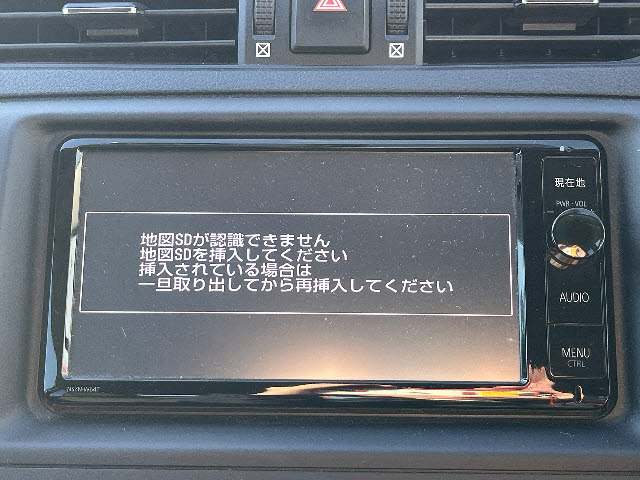 現在地
PWR·VOL
地図SDが認識できません
地図SDを挿入してください
挿入されている場合は
一旦取り出してから再挿入してください
AUDIO
MENU
CTRL